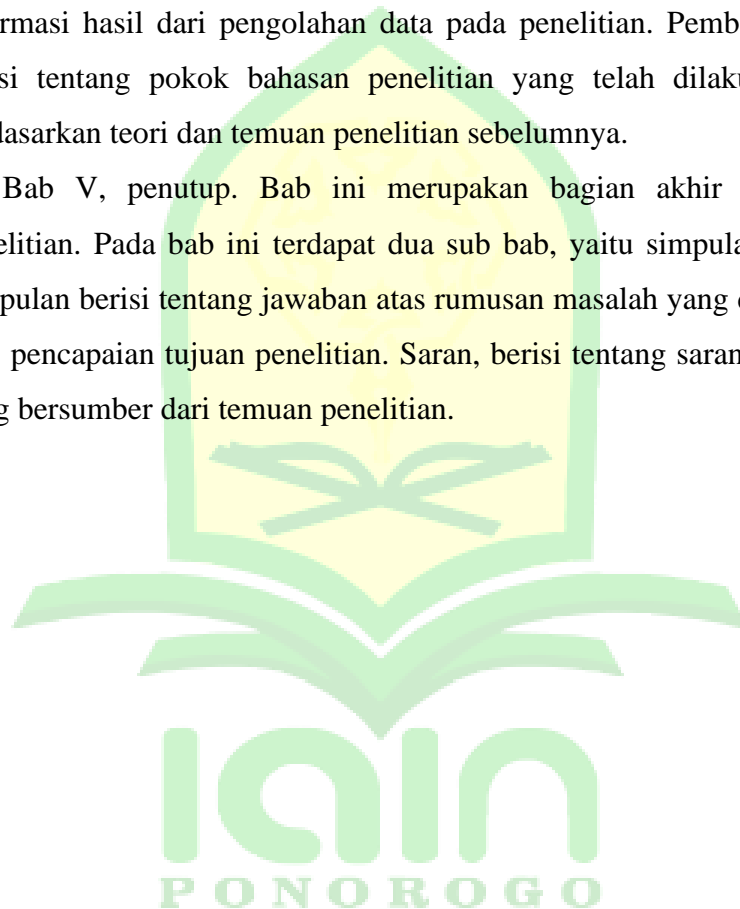 rmasi hasil dari pengolahan data pada penelitian. Pemb
si tentang pokok bahasan penelitian yang telah dilaku
dasarkan teori dan temuan penelitian sebelumnya.
Bab V, penutup. Bab ini merupakan bagian akhir
elitian. Pada bab ini terdapat dua sub bab, yaitu simpula
pulan berisi tentang jawaban atas rumusan masalah yang
pencapaian tujuan penelitian. Saran, berisi tentang saran
g bersumber dari temuan penelitian.
iain
PONOROGO